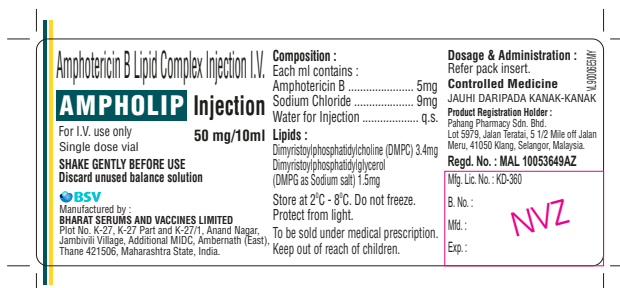 Amphotericin B Lipid Complex Injection I.V.
AMPHOLIP Injection
For I.V. use only
50 mg/10ml
Single dose vial
SHAKE GENTLY BEFORE USE
Discard unused balance solution
BSV
Manufactured by :
BHARAT SERUMS AND VACCINES LIMITED
Plot No. K-27, K-27 Part and K-27/1, Anand Nagar,
Jambivili Village, Additional MIDC, Ambernath (East),
Thane 421506, Maharashtra State, India.
Composition :
Each ml contains :
Amphotericin B ...................... 5mg
Sodium Chloride ................... 9mg
Water for Injection .................. q.s.
Lipids :
Dimyristoylphosphatidylcholine (DMPC) 3.4mg
Dimyristoylphosphatidylglycerol
(DMPG as Sodium salt) 1.5mg
Store at 2°C - 8°C. Do not freeze.
Protect from light.
To be sold under medical prescription.
Keep out of reach of children.
Dosage & Administration :
Refer pack insert.
Controlled Medicine
JAUHI DARIPADA KANAK-KANAK
Product Registration Holder :
Pahang Pharmacy Sdn. Bhd.
Lot 5979, Jalan Teratai, 5 1/2 Mile off Jalan
Meru, 41050 Klang, Selangor, Malaysia.
Regd. No. : MAL 10053649AZ
Mfg. Lic. No. : KD-360
B. No. :
Mfd. :
Exp. :
NVZ